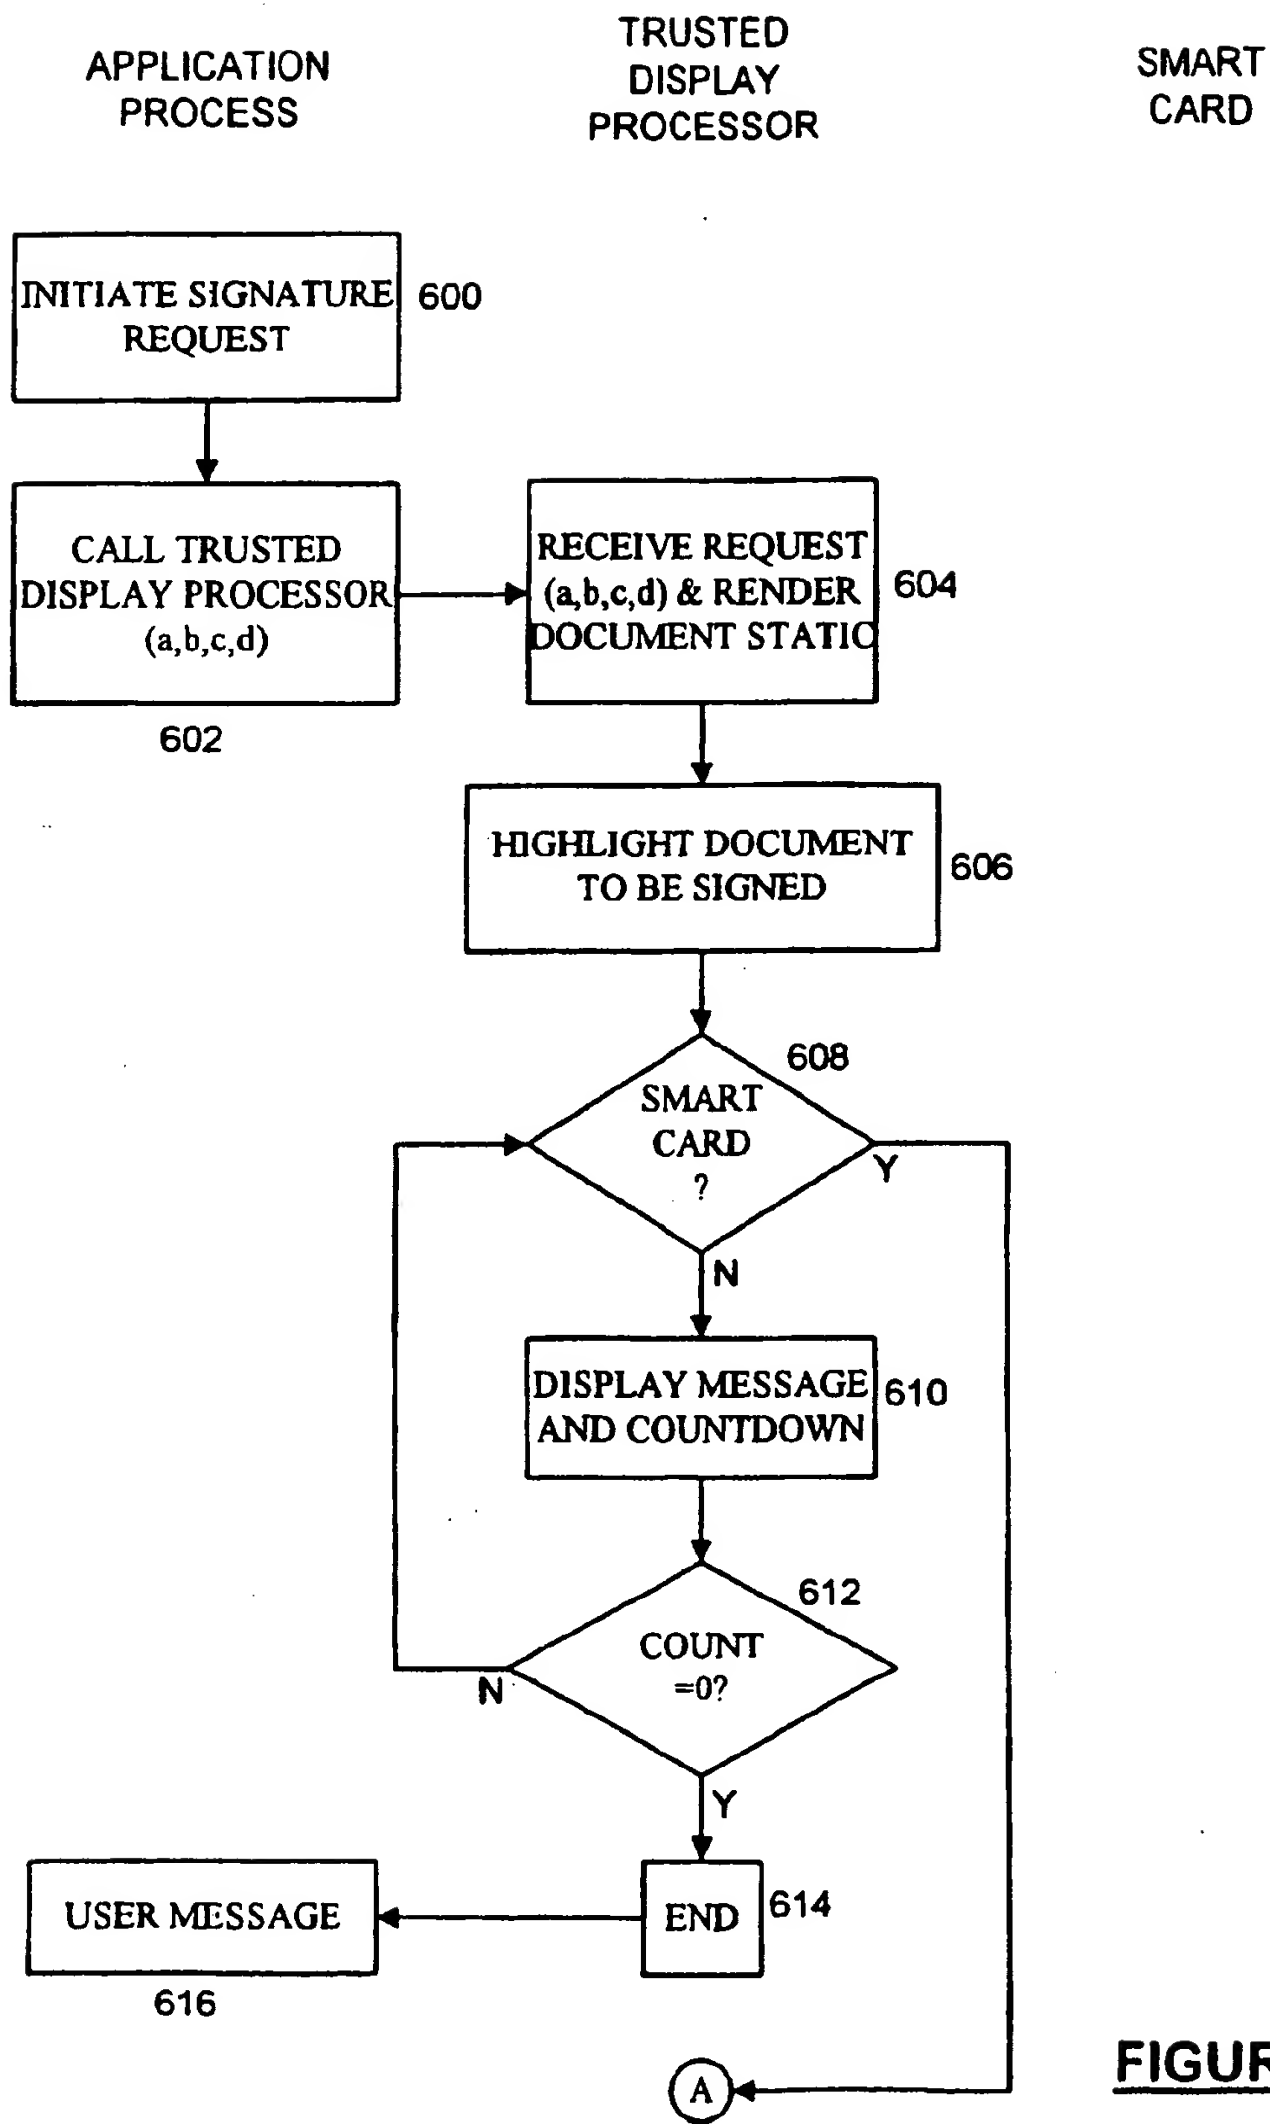 APPLICATION
PROCESS
TRUSTED
DISPLAY
PROCESSOR
SMART
CARD
INITIATE SIGNATURE
REQUEST
600
CALL TRUSTED
DISPLAY PROCESSOR
(a,b,c,d)
602
RECEIVE REQUEST
(a,b,c,d) & RENDER
DOCUMENT STATIC
604
HIGHLIGHT DOCUMENT
TO BE SIGNED
606
608
SMART
CARD
?
Y
N
DISPLAY MESSAGE
AND COUNTDOWN
610
612
COUNT
=0?
N
Y
USER MESSAGE
616
END
614
A
FIGUR